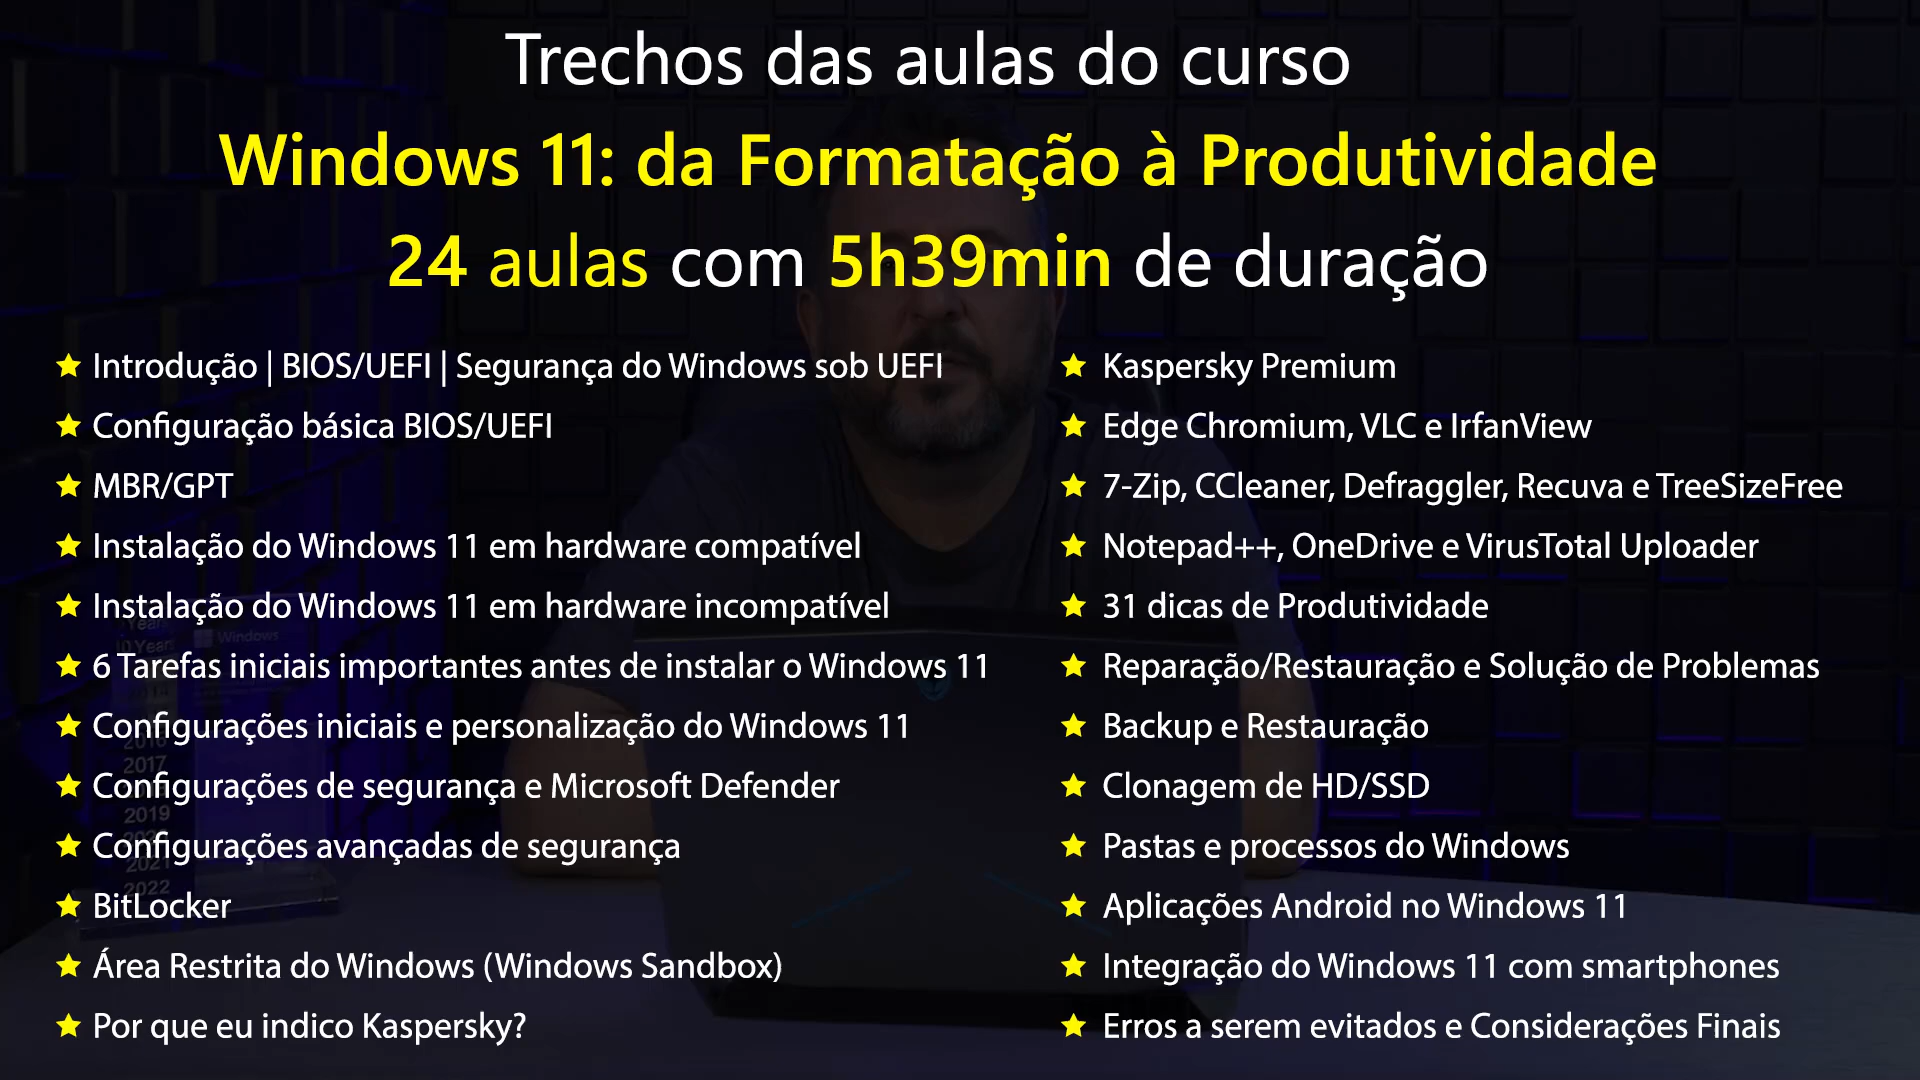 Trechos das aulas do curso
Windows 11: da Formatação à Produtividade
24 aulas com 5h39min de duração
Introdução | BIOS/UEFI | Segurança do Windows sob UEFI
Configuração básica BIOS/UEFI
MBR/GPT
Instalação do Windows 11 em hardware compatível
Instalação do Windows 11 em hardware incompatível
6 Tarefas iniciais importantes antes de instalar o Windows 11
Configurações iniciais e personalização do Windows 11
Configurações de segurança e Microsoft Defender
Configurações avançadas de segurança
BitLocker
Área Restrita do Windows (Windows Sandbox)
Por que eu indico Kaspersky?
Kaspersky Premium
Edge Chromium, VLC e IrfanView
7-Zip, CCleaner, Defraggler, Recuva e TreeSizeFree
Notepad++, OneDrive e VirusTotal Uploader
31 dicas de Produtividade
Reparação/Restauração e Solução de Problemas
Backup e Restauração
Clonagem de HD/SSD
Pastas e processos do Windows
Aplicações Android no Windows 11
Integração do Windows 11 com smartphones
Erros a serem evitados e Considerações Finais
Windows
2017
2019
2021
2022